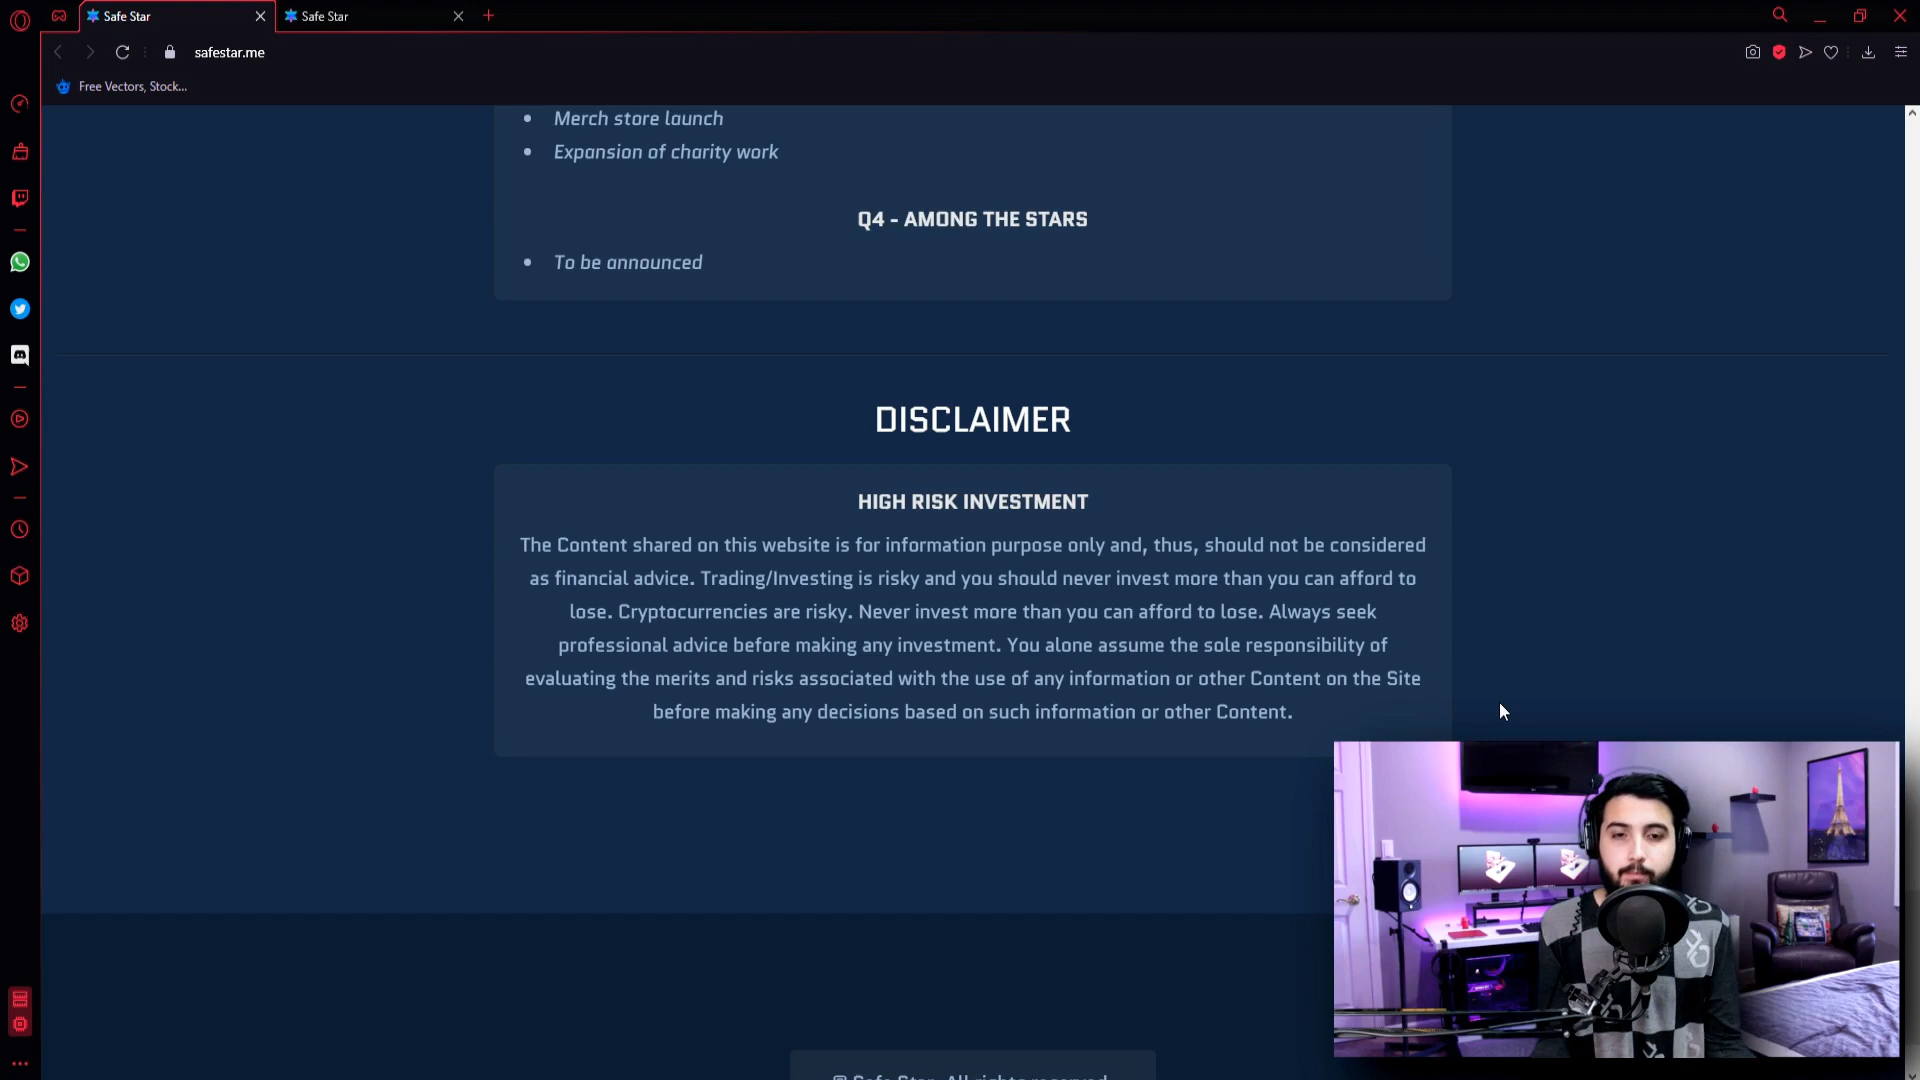 Safe Star
Safe Star
safestar.me
Free Vectors, Stock...
Merch store launch
Expansion of charity work
Q4 - AMONG THE STARS
To be announced
DISCLAIMER
HIGH RISK INVESTMENT
The Content shared on this website is for information purpose only and, thus, should not be considered
as financial advice. Trading/Investing is risky and you should never invest more than you can afford to
lose. Cryptocurrencies are risky. Never invest more than you can afford to lose. Always seek
professional advice before making any investment. You alone assume the sole responsibility of
evaluating the merits and risks associated with the use of any information or other Content on the Site
before making any decisions based on such information or other Content.
Safe Star. All rights reserved